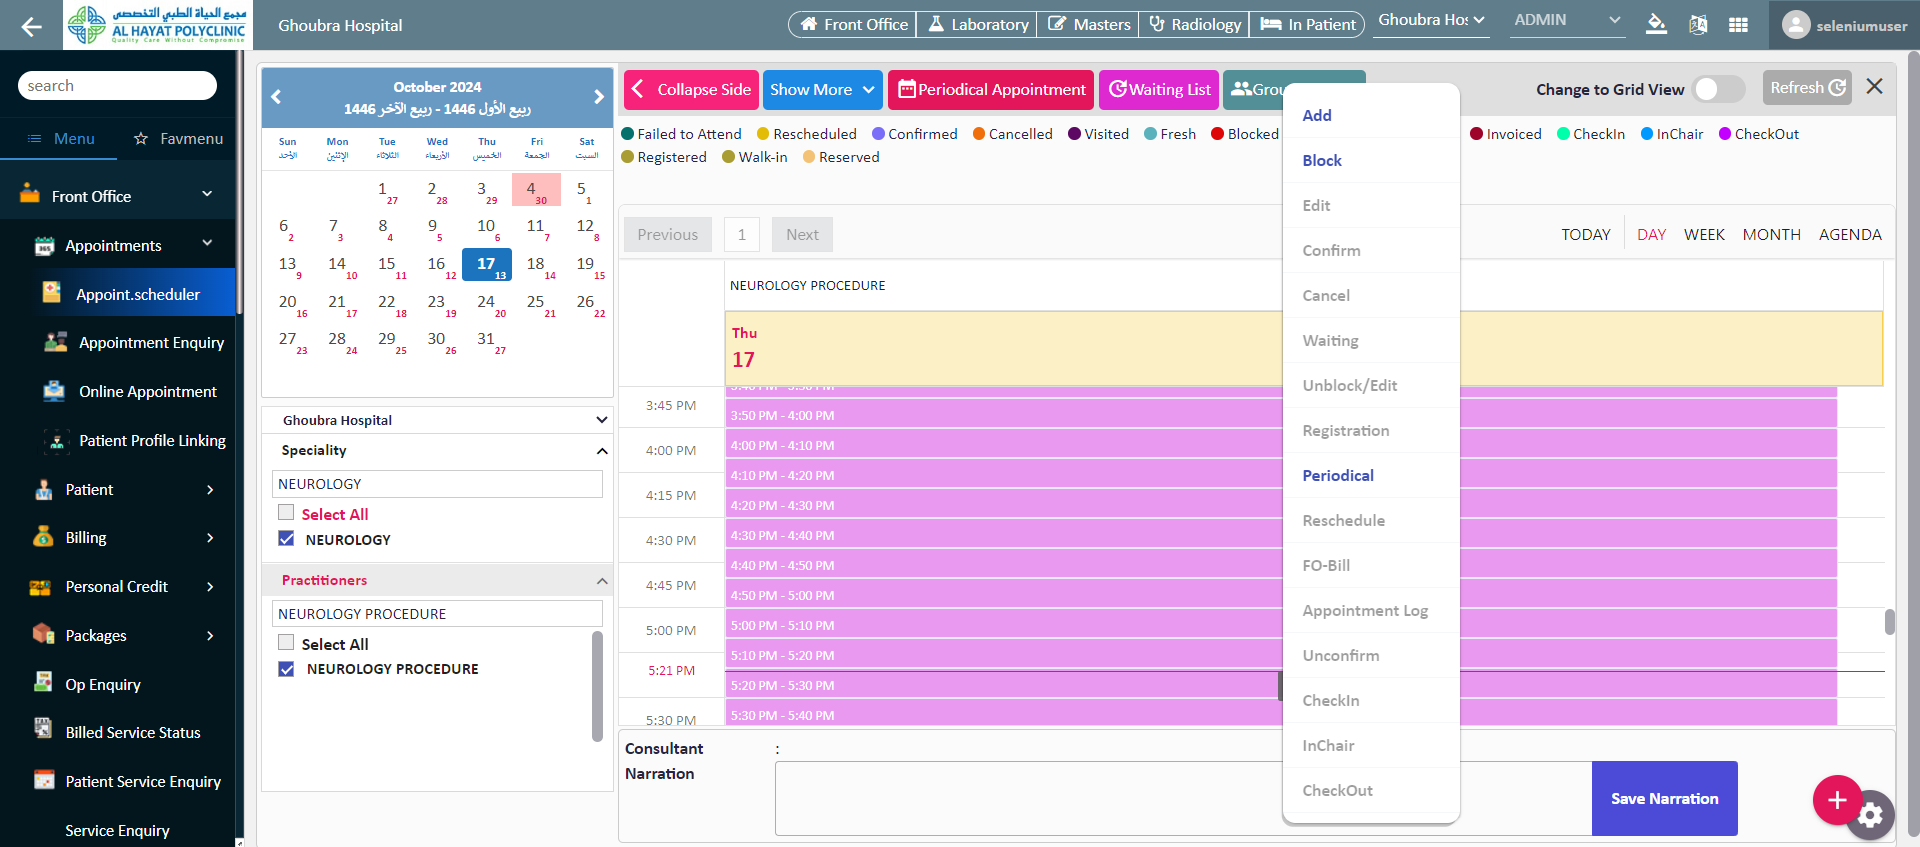 مجمع الحياة الطبي التخصصي
AL HAYAT POLYCLINIC
Quality Care Without Compromise
Ghoubra Hospital
Front Office
Laboratory
Masters
Radiology
In Patient
Ghoubra Hos
ADMIN
seleniumuser
search
Menu
Favmenu
Front Office
Appointments
Appoint.scheduler
Appointment Enquiry
Online Appointment
Patient Profile Linking
Patient
Billing
Personal Credit
Packages
Op Enquiry
Billed Service Status
Patient Service Enquiry
Service Enquiry
October 2024
ربيع الأول 1446 - ربيع الآخر 1446
Sun Mon Tue Wed Thu Fri Sat
الأحد الإثنين الثلاثاء الأربعاء الخميس الجمعة السبت
1 27 2 28 3 29 4 30 5 1
6 2 7 3 8 4 9 5 10 6 11 7 12 8
13 9 14 10 15 11 16 12 17 13 18 14 19 15
20 16 21 17 22 18 23 19 24 20 25 21 26 22
27 23 28 24 29 25 30 26 31 27
Ghoubra Hospital
Speciality
NEUROLOGY
Select All
NEUROLOGY
Practitioners
NEUROLOGY PROCEDURE
Select All
NEUROLOGY PROCEDURE
Collapse Side
Show More
Periodical Appointment
Waiting List
Grou
Change to Grid View
Refresh
Failed to Attend Rescheduled Confirmed Cancelled Visited Fresh Blocked Invoiced CheckIn InChair CheckOut
Registered Walk-in Reserved
Previous 1 Next
TODAY DAY WEEK MONTH AGENDA
NEUROLOGY PROCEDURE
Thu
17
3:45 PM
4:00 PM
4:15 PM
4:30 PM
4:45 PM
5:00 PM
5:21 PM
5:30 PM
3:40 PM - 3:50 PM
3:50 PM - 4:00 PM
4:00 PM - 4:10 PM
4:10 PM - 4:20 PM
4:20 PM - 4:30 PM
4:30 PM - 4:40 PM
4:40 PM - 4:50 PM
4:50 PM - 5:00 PM
5:00 PM - 5:10 PM
5:10 PM - 5:20 PM
5:20 PM - 5:30 PM
5:30 PM - 5:40 PM
Add
Block
Edit
Confirm
Cancel
Waiting
Unblock/Edit
Registration
Periodical
Reschedule
FO-Bill
Appointment Log
Unconfirm
CheckIn
InChair
CheckOut
Consultant :
Narration
Save Narration